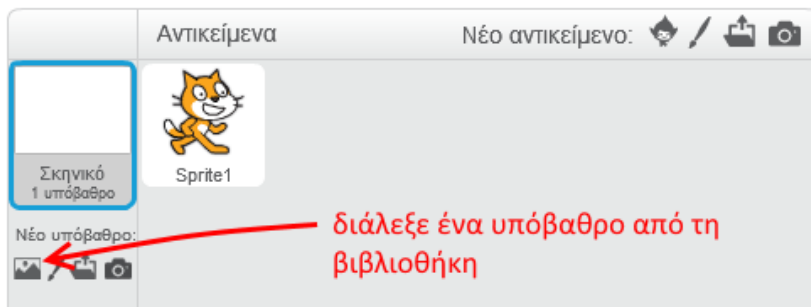 Αντικείμενα Νέο αντικείμενο:
Σκηνικό
1 υπόβαθρο
Sprite1
Νέο υπόβαθρο:
διάλεξε ένα υπόβαθρο από τη
βιβλιοθήκη